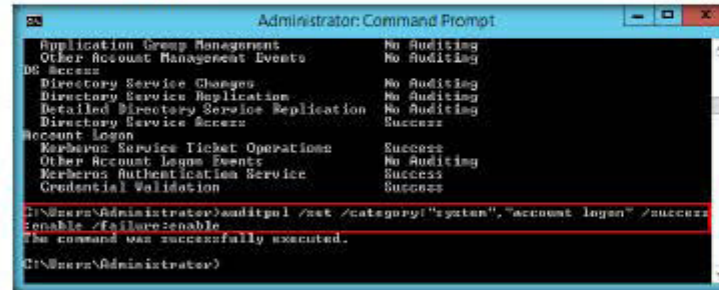 Administrator: Command Prompt
Application Group Management No Auditing
Other Account Management Events No Auditing
DS Access
Directory Service Changes No Auditing
Directory Service Replication No Auditing
Detailed Directory Service Replication No Auditing
Directory Service Access Success
Account Logon
Kerberos Service Ticket Operations Success
Other Account Logon Events No Auditing
Kerberos Authentication Service Success
Credential Validation Success
C:\Users\Administrator>auditpol /set /category:"system","account logon" /success
:enable /failure:enable
The command was successfully executed.
C:\Users\Administrator>